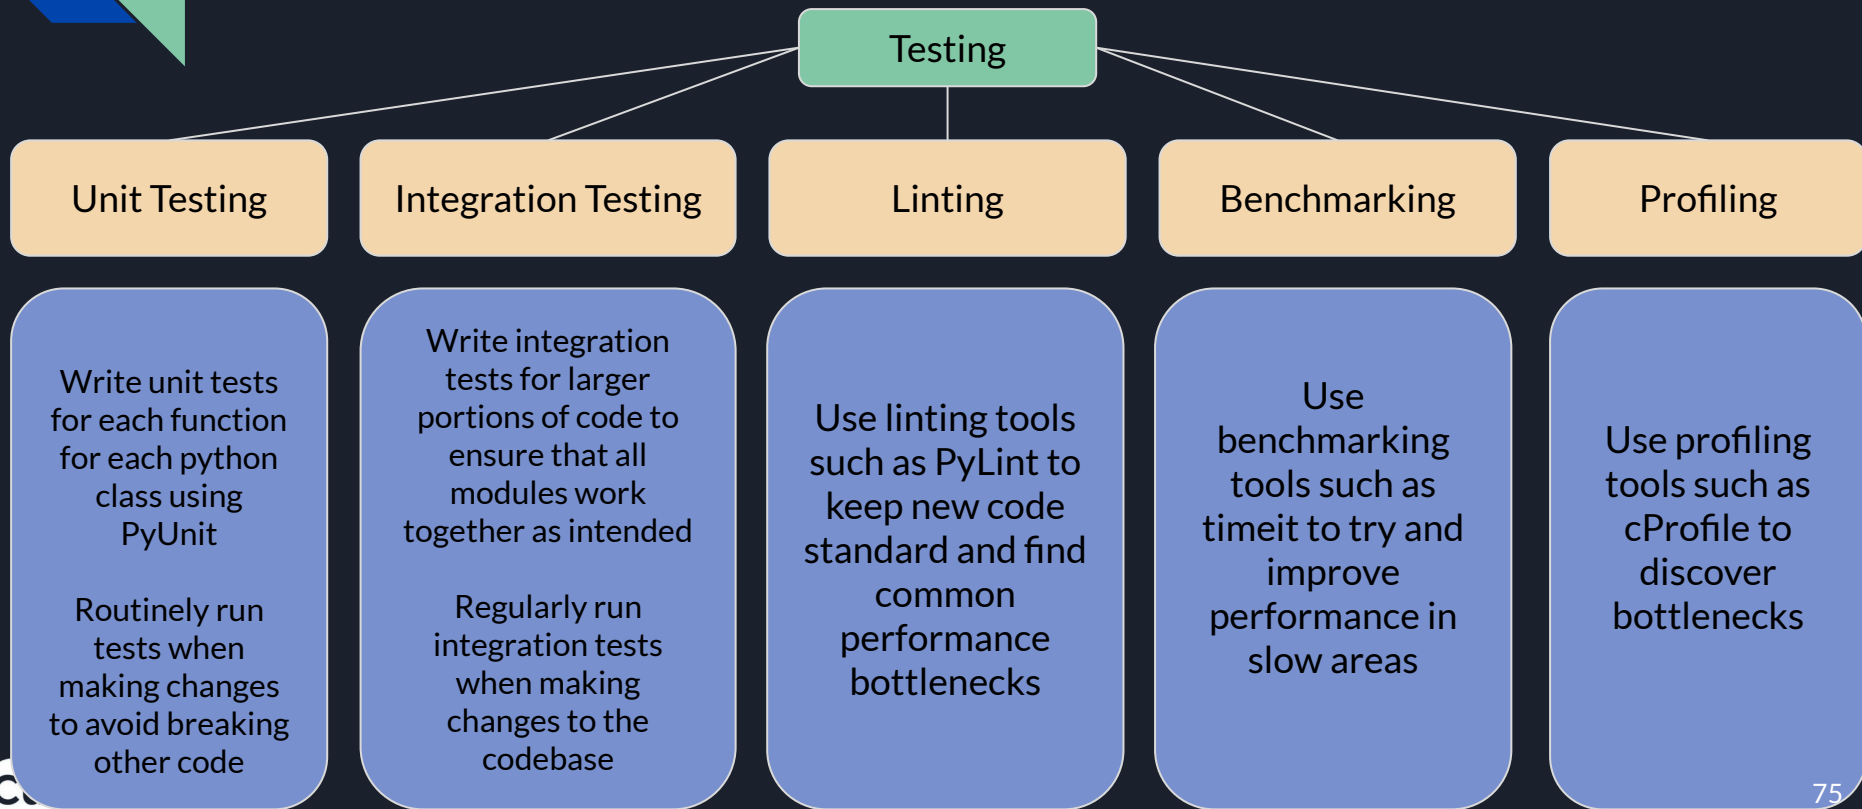 Testing
Unit Testing
Integration Testing
Linting
Benchmarking
Profiling
Write unit tests
for each function
for each python
class using
PyUnit
Routinely run
tests when
making changes
to avoid breaking
other code
Write integration
tests for larger
portions of code to
ensure that all
modules work
together as intended
Regularly run
integration tests
when making
changes to the
codebase
Use linting tools
such as PyLint to
keep new code
standard and find
common
performance
bottlenecks
Use
benchmarking
tools such as
timeit to try and
improve
performance in
slow areas
Use profiling
tools such as
cProfile to
discover
bottlenecks
75